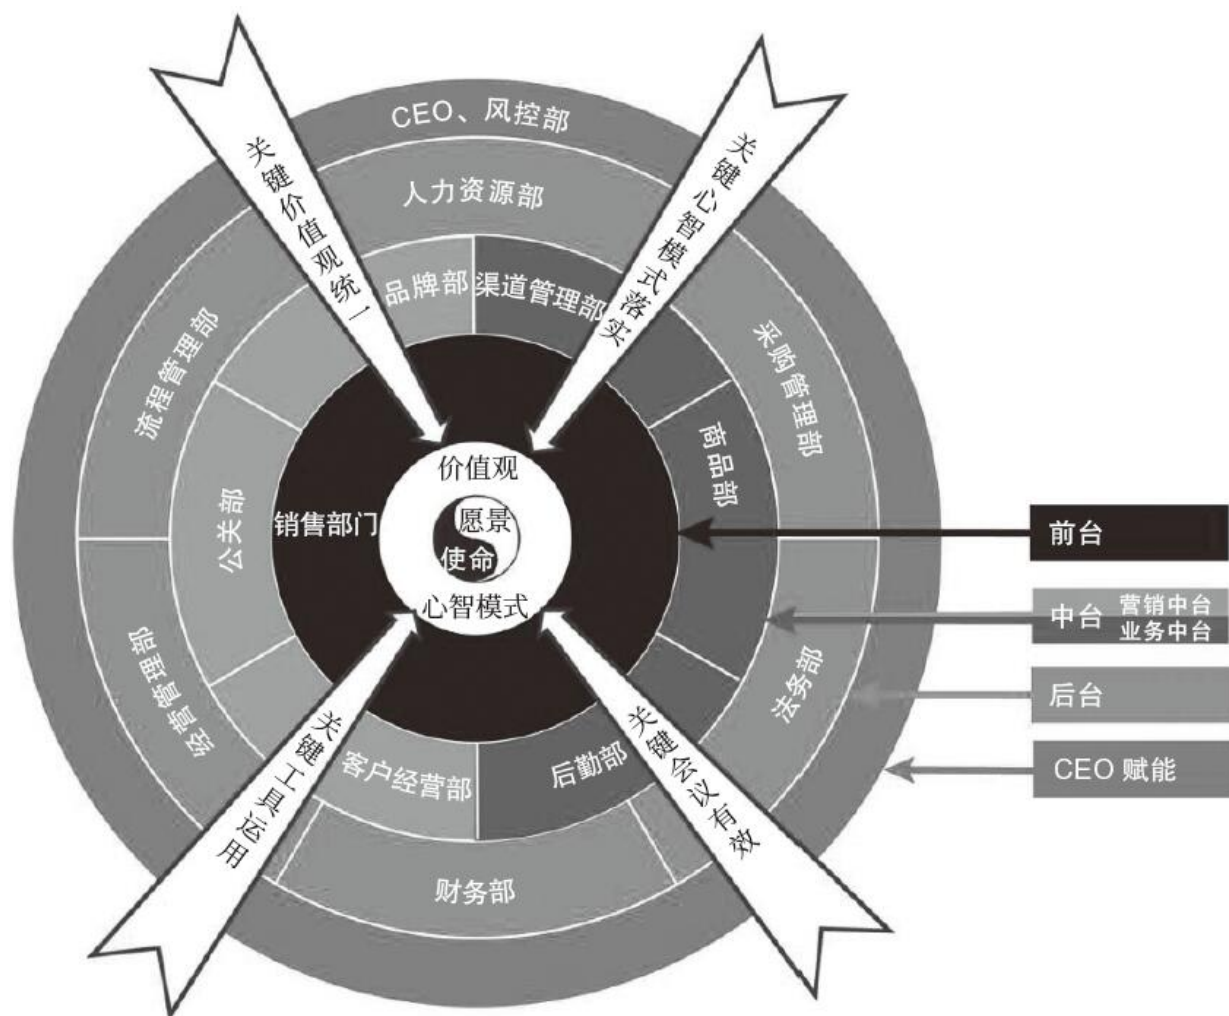 CEO、风控部
人力资源部
品牌部
渠道管理部
流程管理部
采购管理部
公关部
商品部
销售部门
价值观
愿景
使命
心智模式
经营管理部
法务部
客户经营部
后勤部
财务部
关键价值观统一
关键心智模式落实
关键工具运用
关键会议有效
前台
中台
营销中台
业务中台
后台
CEO 赋能